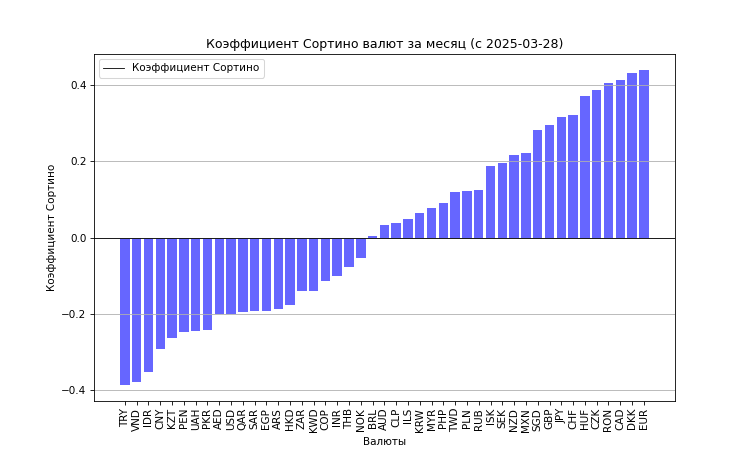 Коэффициент Сортино валют за месяц (с 2025-03-28)
Коэффициент Сортино
Коэффициент Сортино
0.4
0.2
0.0
−0.2
−0.4
TRY
VND
IDR
CNY
KZT
PEN
UAH
PKR
AED
USD
QAR
SAR
EGP
ARS
HKD
ZAR
KWD
COP
INR
THB
NOK
BRL
AUD
CLP
ILS
KRW
MYR
PHP
TWD
PLN
RUB
ISK
SEK
NZD
MXN
SGD
GBP
JPY
CHF
HUF
CZK
RON
CAD
DKK
EUR
Валюты